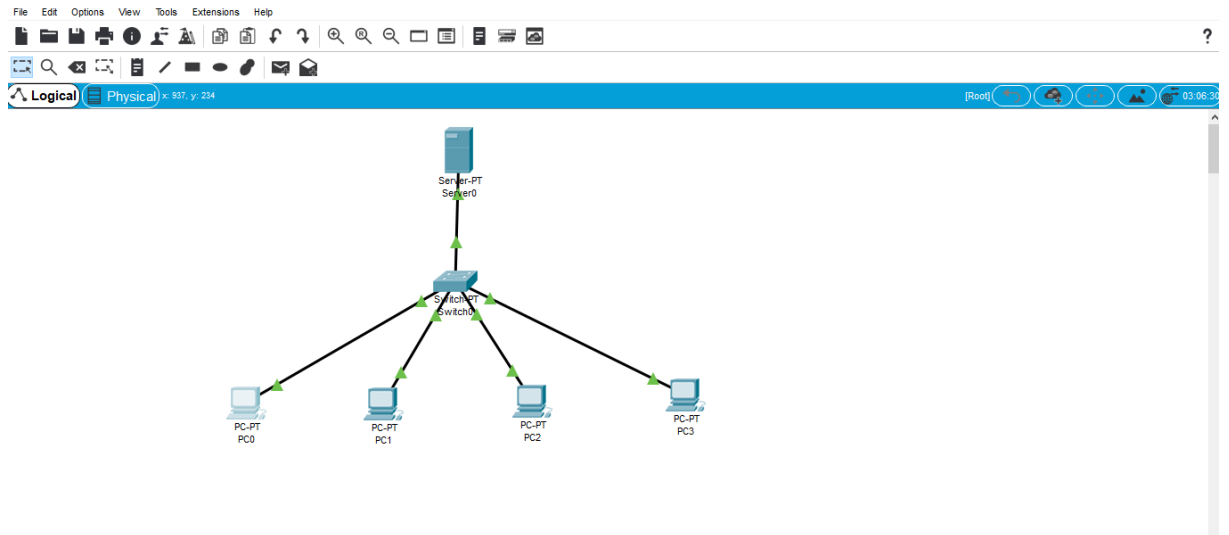 File Edit Options View Tools Extensions Help
?
Logical Physical x: 937, y: 234 [Root] 03:06:30
Server-PT
Server0
Switch-PT
Switch0
PC-PT
PC0
PC-PT
PC1
PC-PT
PC2
PC-PT
PC3